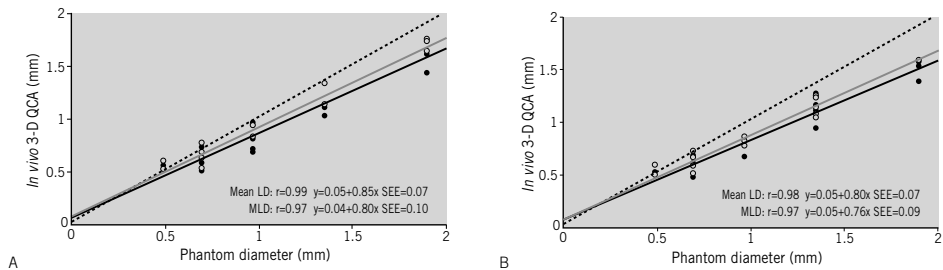 A
In vivo 3-D QCA (mm)
2
1.5
1
0.5
0
Mean LD: r=0.99 y=0.05+0.85x SEE=0.07
MLD: r=0.97 y=0.04+0.80x SEE=0.10
0 0.5 1 1.5 2
Phantom diameter (mm)
B
In vivo 3-D QCA (mm)
2
1.5
1
0.5
0
Mean LD: r=0.98 y=0.05+0.80x SEE=0.07
MLD: r=0.97 y=0.05+0.76x SEE=0.09
0 0.5 1 1.5 2
Phantom diameter (mm)